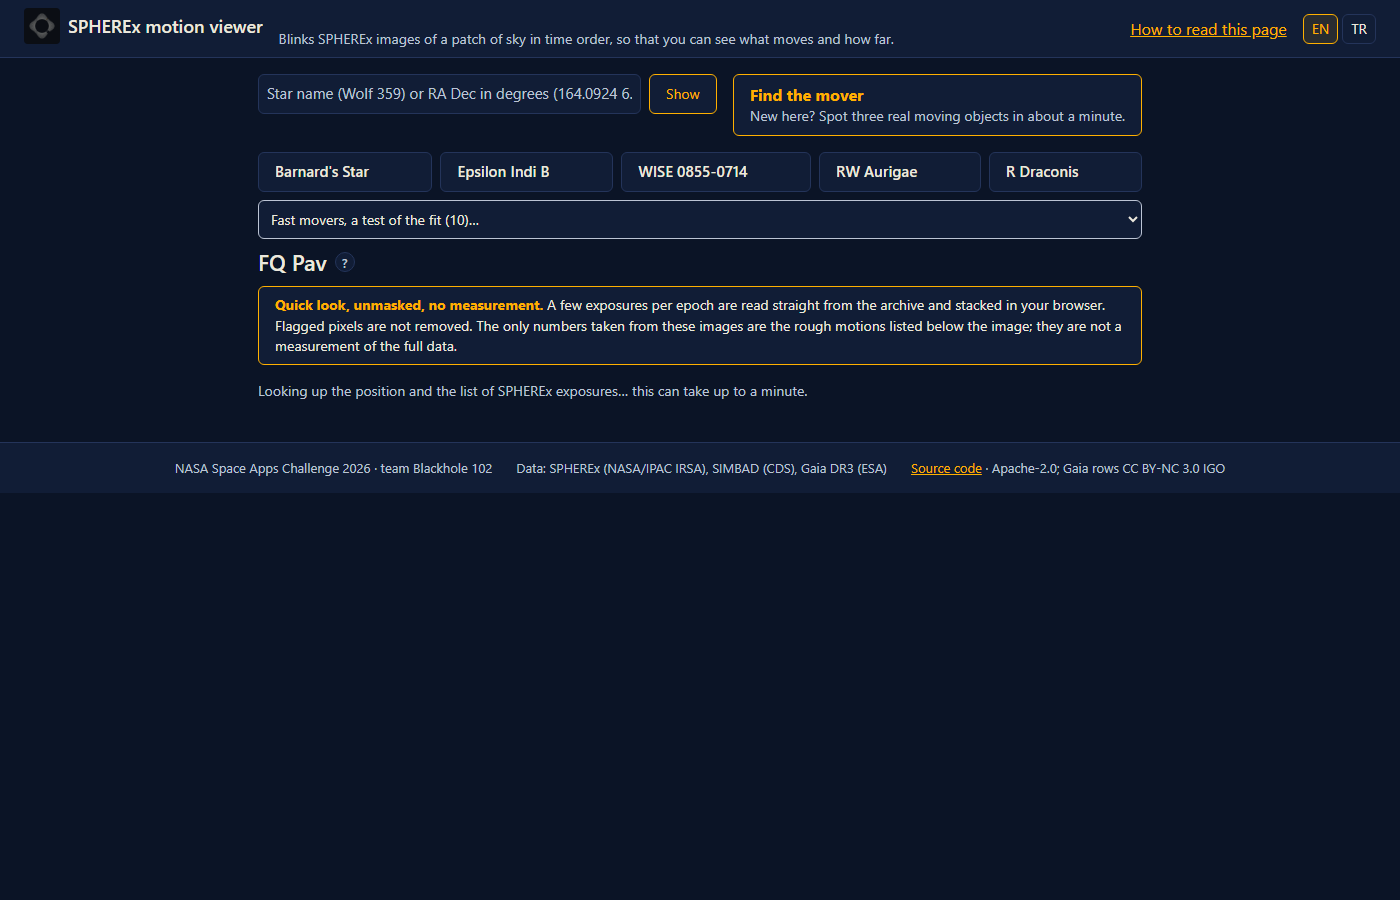 SPHEREx motion viewer
Blinks SPHEREx images of a patch of sky in time order, so that you can see what moves and how far.
How to read this page
EN
TR
Star name (Wolf 359) or RA Dec in degrees (164.0924 6.
Show
Find the mover
New here? Spot three real moving objects in about a minute.
Barnard's Star
Epsilon Indi B
WISE 0855-0714
RW Aurigae
R Draconis
Fast movers, a test of the fit (10)...
FQ Pav ?
Quick look, unmasked, no measurement. A few exposures per epoch are read straight from the archive and stacked in your browser.
Flagged pixels are not removed. The only numbers taken from these images are the rough motions listed below the image; they are not a
measurement of the full data.
Looking up the position and the list of SPHEREx exposures... this can take up to a minute.
NASA Space Apps Challenge 2026 · team Blackhole 102
Data: SPHEREx (NASA/IPAC IRSA), SIMBAD (CDS), Gaia DR3 (ESA)
Source code · Apache-2.0; Gaia rows CC BY-NC 3.0 IGO